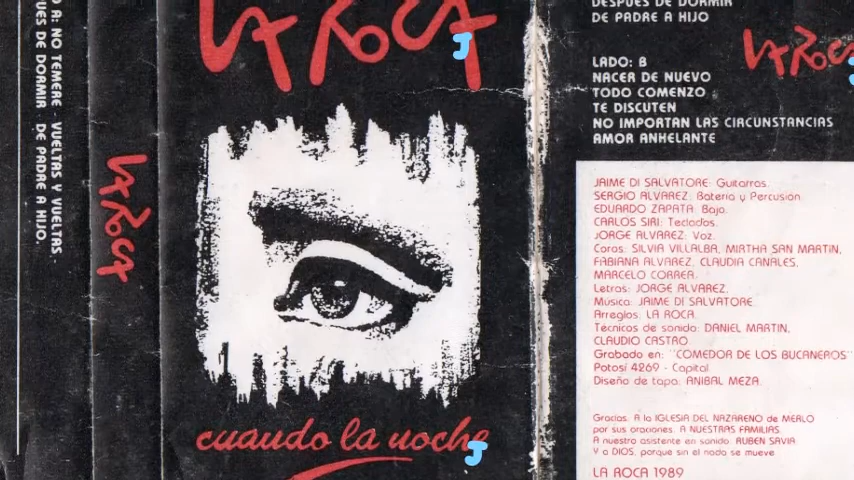 O A: NO TEMERE - VUELTAS Y VUELTAS.
UES DE DORMIR - DE PADRE A HIJO.
LA ROCA
LA ROCA
J
cuando la noche
J
DESPUES DE DORMIR
DE PADRE A HIJO
LA ROCA
LADO: B
NACER DE NUEVO
TODO COMENZO
TE DISCUTEN
NO IMPORTAN LAS CIRCUNSTANCIAS
AMOR ANHELANTE
JAIME DI SALVATORE: Guitarras.
SERGIO ALVAREZ: Batería y Percusion.
EDUARDO ZAPATA: Bajo.
CARLOS SIRI: Teclados.
JORGE ALVAREZ: Voz.
Coros: SILVIA VILLALBA, MIRTHA SAN MARTIN,
FABIANA ALVAREZ, CLAUDIA CANALES,
MARCELO CORREA.
Letras: JORGE ALVAREZ.
Música: JAIME DI SALVATORE.
Arreglos: LA ROCA.
Técnicos de sonido: DANIEL MARTIN,
CLAUDIO CASTRO
Grabado en: "COMEDOR DE LOS BUCANEROS"
Potosí 4269 - Capital
Diseño de tapa: ANIBAL MEZA.
Gracias: A la IGLESIA DEL NAZARENO de MERLO
por sus oraciones. A NUESTRAS FAMILIAS.
A nuestro asistente en sonido: RUBEN SAVIA
Y a DIOS, porque sin el nada se mueve
LA ROCA 1989